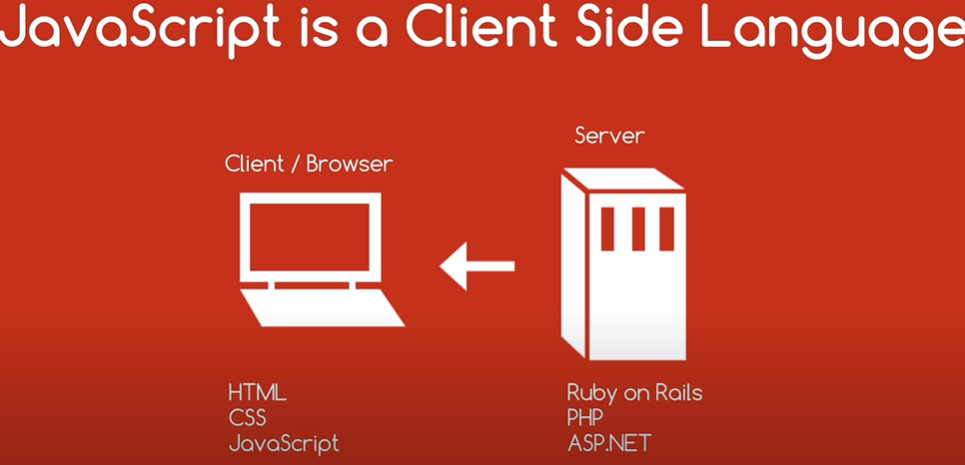 JavaScript is a Client Side Language
Client / Browser
Server
HTML
CSS
JavaScript
Ruby on Rails
PHP
ASP.NET